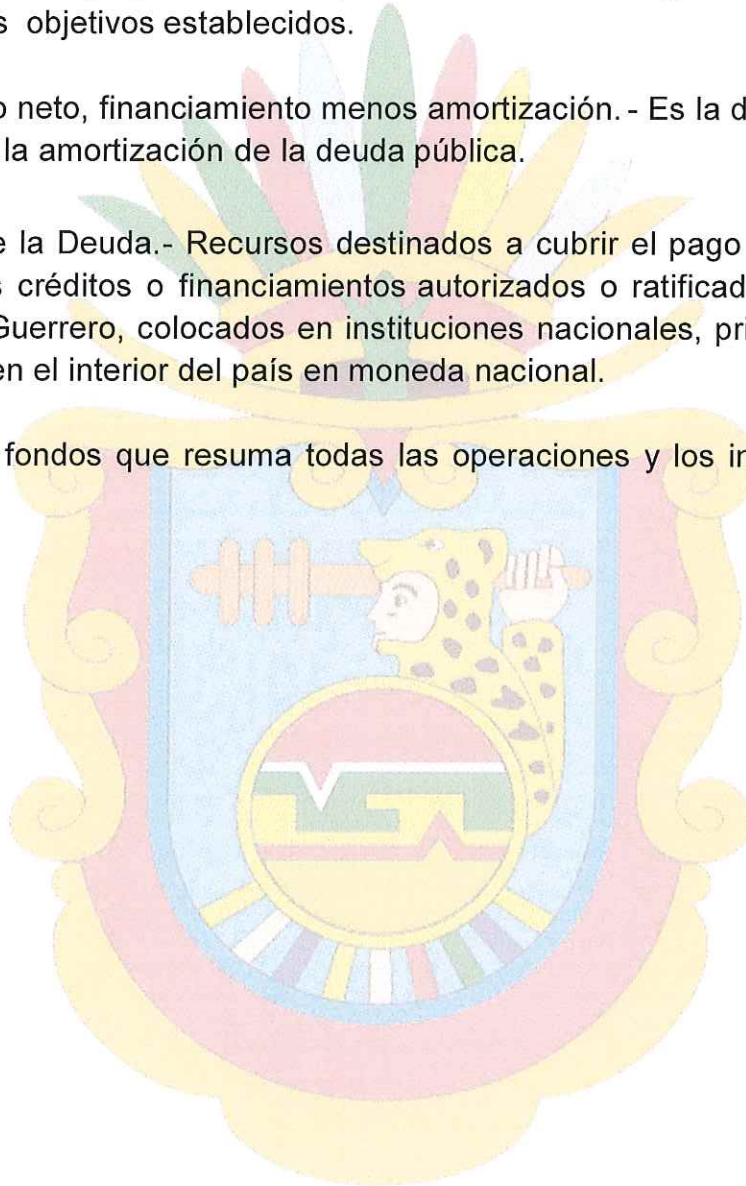 s objetivos establecidos.
o neto, financiamiento menos amortización. - Es la d
la amortización de la deuda pública.
e la Deuda.- Recursos destinados a cubrir el pago
s créditos o financiamientos autorizados o ratificad
Guerrero, colocados en instituciones nacionales, pri
en el interior del país en moneda nacional.
fondos que resuma todas las operaciones y los in